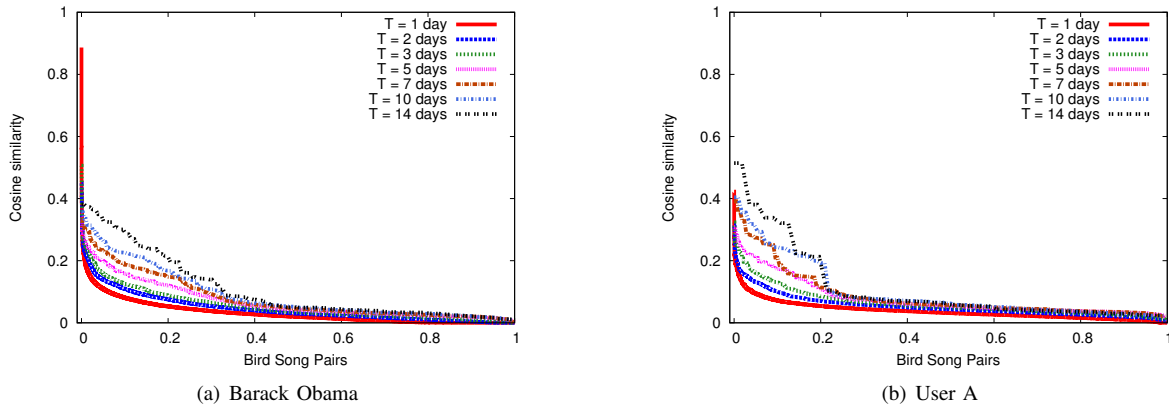 T = 1 day
T = 2 days
T = 3 days
T = 5 days
T = 7 days
T = 10 days
T = 14 days
1
0.8
0.6
0.4
0.2
0
Cosine similarity
0 0.2 0.4 0.6 0.8 1
Bird Song Pairs
(a) Barack Obama
T = 1 day
T = 2 days
T = 3 days
T = 5 days
T = 7 days
T = 10 days
T = 14 days
1
0.8
0.6
0.4
0.2
0
Cosine similarity
0 0.2 0.4 0.6 0.8 1
Bird Song Pairs
(b) User A